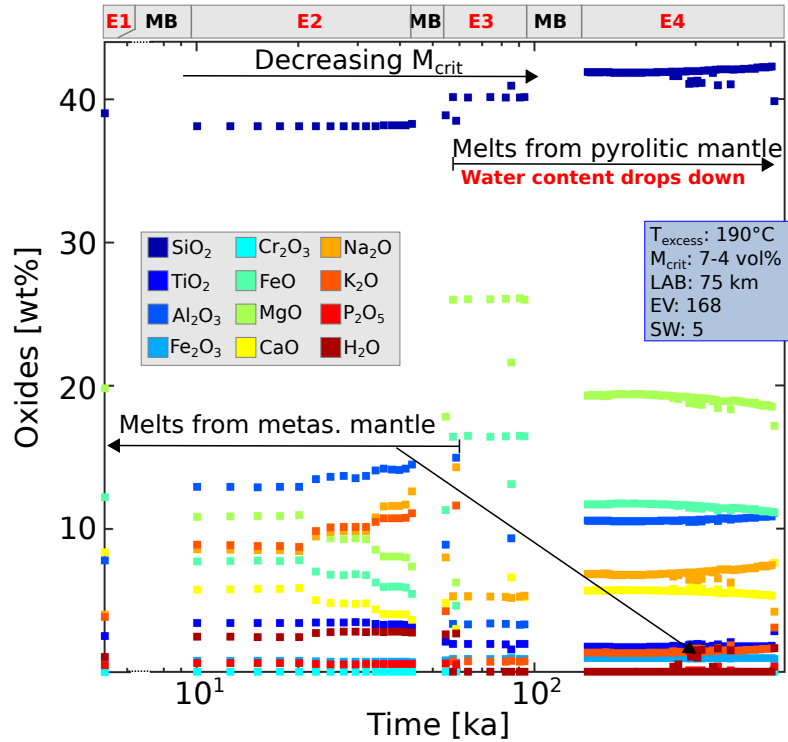 E1 MB E2 MB E3 MB E4
Decreasing M_crit
Melts from pyrolitic mantle
Water content drops down
SiO₂ Cr₂O₃ Na₂O
TiO₂ FeO K₂O
Al₂O₃ MgO P₂O₅
Fe₂O₃ CaO H₂O
T_excess: 190°C
M_crit: 7-4 vol%
LAB: 75 km
EV: 168
SW: 5
Melts from metas. mantle
40
30
20
10
Oxides [wt%]
10¹ 10²
Time [ka]